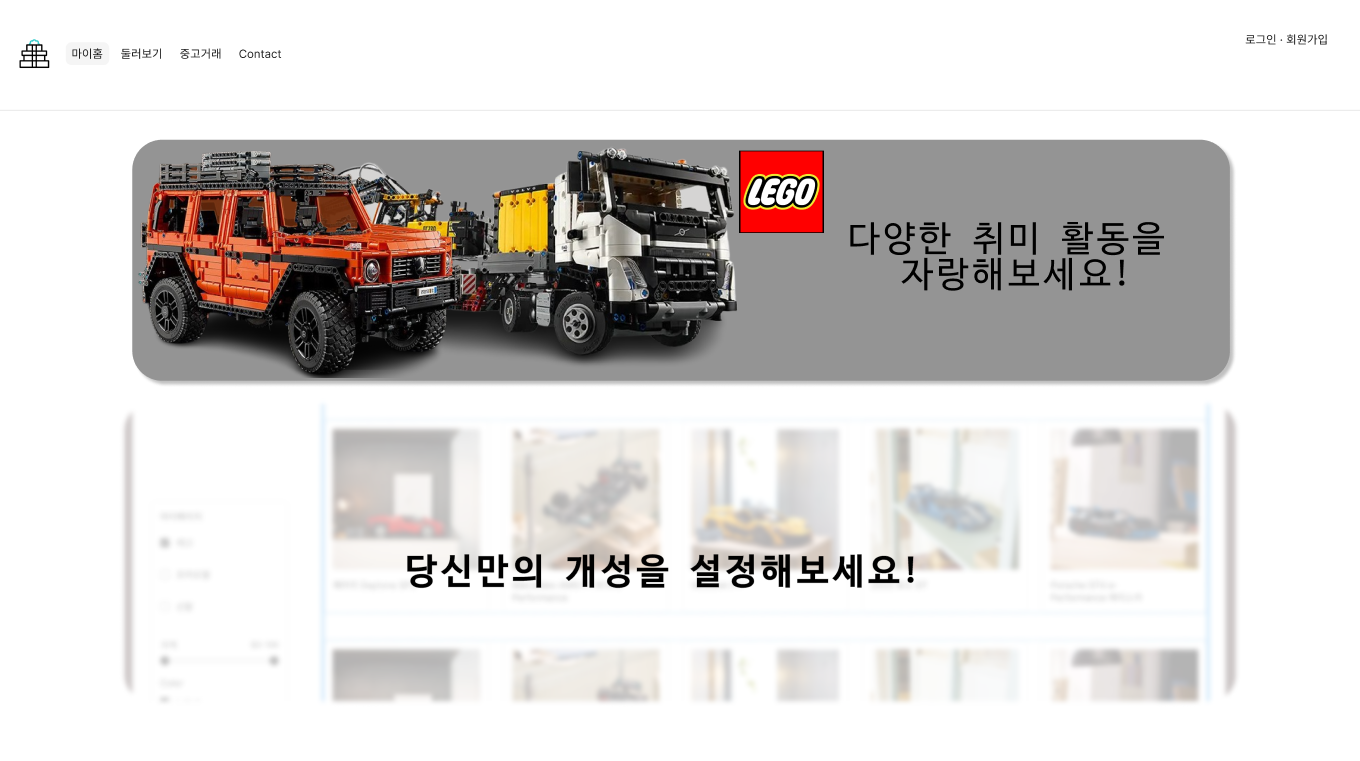 마이홈
둘러보기
중고거래
Contact
로그인 · 회원가입
VOLVO
LEGO
다양한 취미 활동을
자랑해보세요!
당신만의 개성을 설정해보세요!